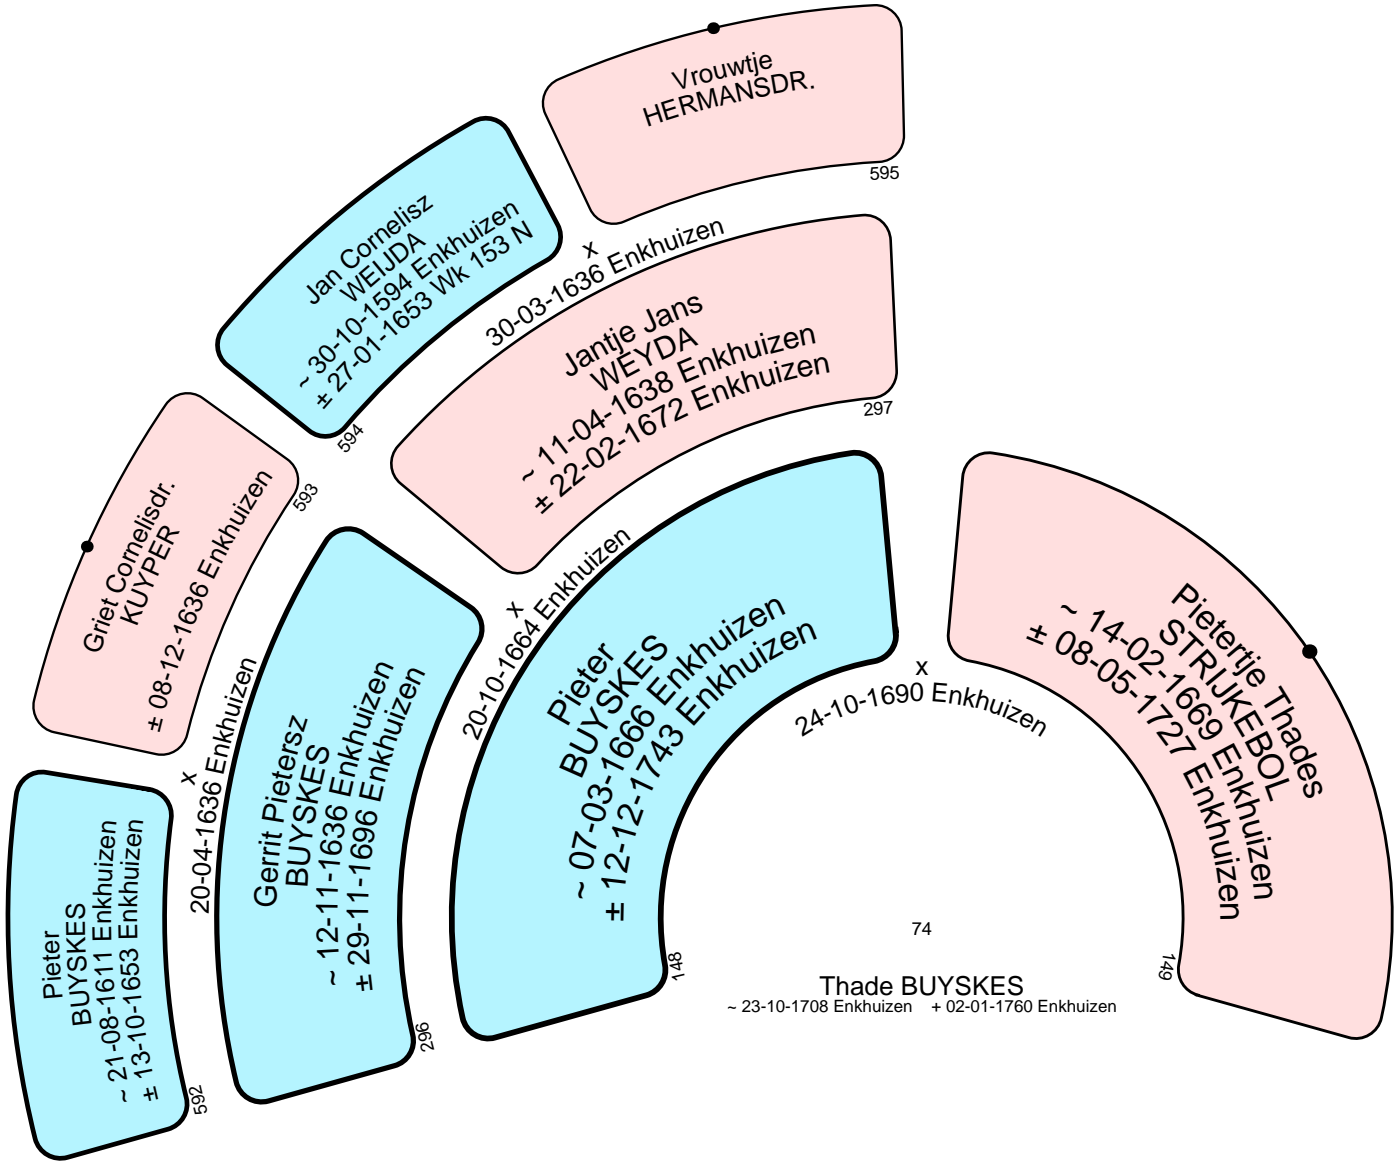 Vrouwtje
HERMANSDR.
595
Jan Cornelisz
WEIJDA
~ 30-10-1594 Enkhuizen
± 27-01-1653 Wk 153 N
594
x
30-03-1636 Enkhuizen
Jantje Jans
WEYDA
~ 11-04-1638 Enkhuizen
± 22-02-1672 Enkhuizen
297
Griet Cornelisdr.
KUYPER
± 08-12-1636 Enkhuizen
593
x
20-04-1636 Enkhuizen
Pieter
BUYSKES
~ 21-08-1611 Enkhuizen
± 13-10-1653 Enkhuizen
592
Gerrit Pietersz
BUYSKES
~ 12-11-1636 Enkhuizen
± 29-11-1696 Enkhuizen
296
x
20-10-1664 Enkhuizen
Pieter
BUYSKES
~ 07-03-1666 Enkhuizen
± 12-12-1743 Enkhuizen
148
x
24-10-1690 Enkhuizen
Pietertje Thades
STRIJKEBOL
~ 14-02-1669 Enkhuizen
± 08-05-1727 Enkhuizen
149
74
Thade BUYSKES
~ 23-10-1708 Enkhuizen + 02-01-1760 Enkhuizen